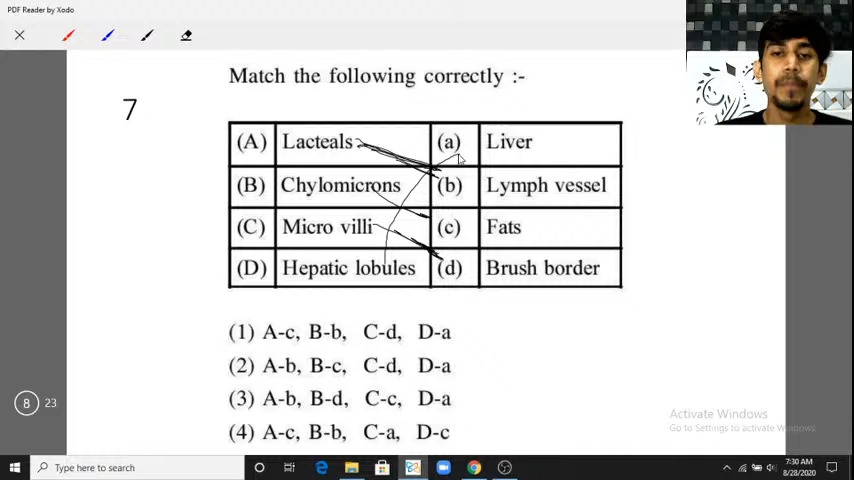 PDF Reader by Xodo
7
Match the following correctly :-
(A) Lacteals (a) Liver
(B) Chylomicrons (b) Lymph vessel
(C) Micro villi (c) Fats
(D) Hepatic lobules (d) Brush border
(1) A-c, B-b, C-d, D-a
(2) A-b, B-c, C-d, D-a
(3) A-b, B-d, C-c, D-a
(4) A-c, B-b, C-a, D-c
8 23
Activate Windows
Go to Settings to activate Windows.
Type here to search
7:30 AM
8/28/2020